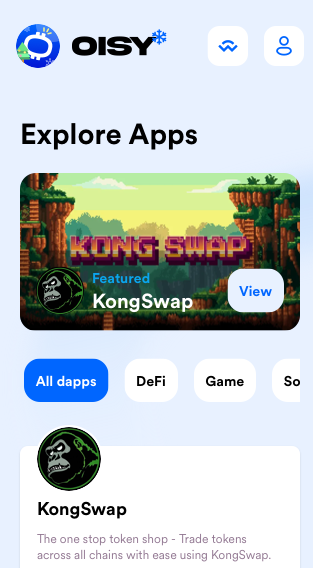 OISY
Explore Apps
KONG SWAP
Featured
KongSwap
View
All dapps
DeFi
Game
So
KongSwap
The one stop token shop - Trade tokens
across all chains with ease using KongSwap.